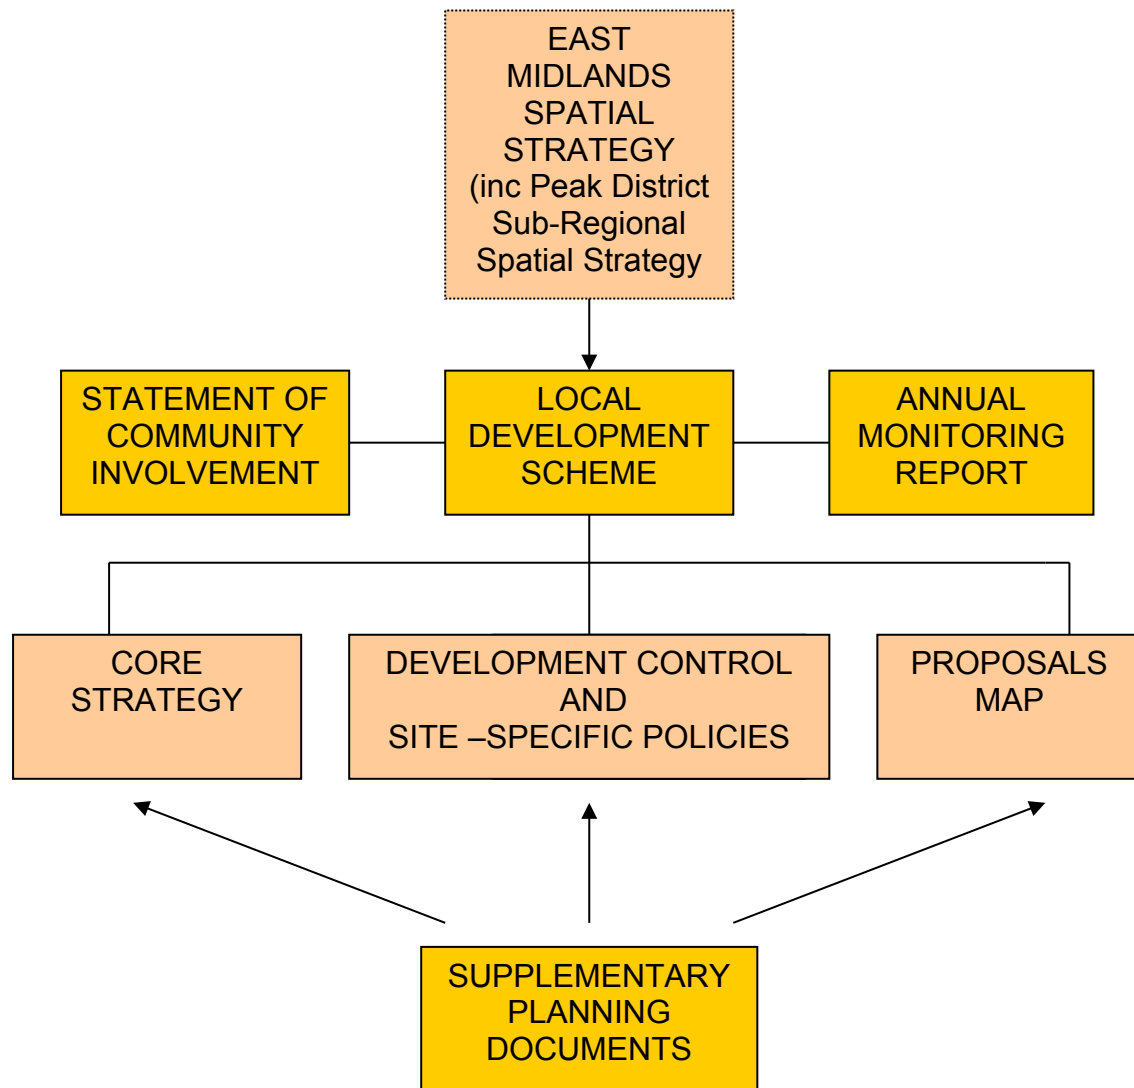 EAST
MIDLANDS
SPATIAL
STRATEGY
(inc Peak District
Sub-Regional
Spatial Strategy
STATEMENT OF
COMMUNITY
INVOLVEMENT
LOCAL
DEVELOPMENT
SCHEME
ANNUAL
MONITORING
REPORT
CORE
STRATEGY
DEVELOPMENT CONTROL
AND
SITE –SPECIFIC POLICIES
PROPOSALS
MAP
SUPPLEMENTARY
PLANNING
DOCUMENTS